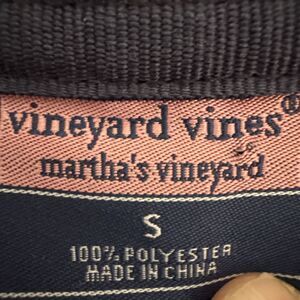 vineyard vines®
martha's vineyard
S
100% POLYESTER
MADE IN CHINA